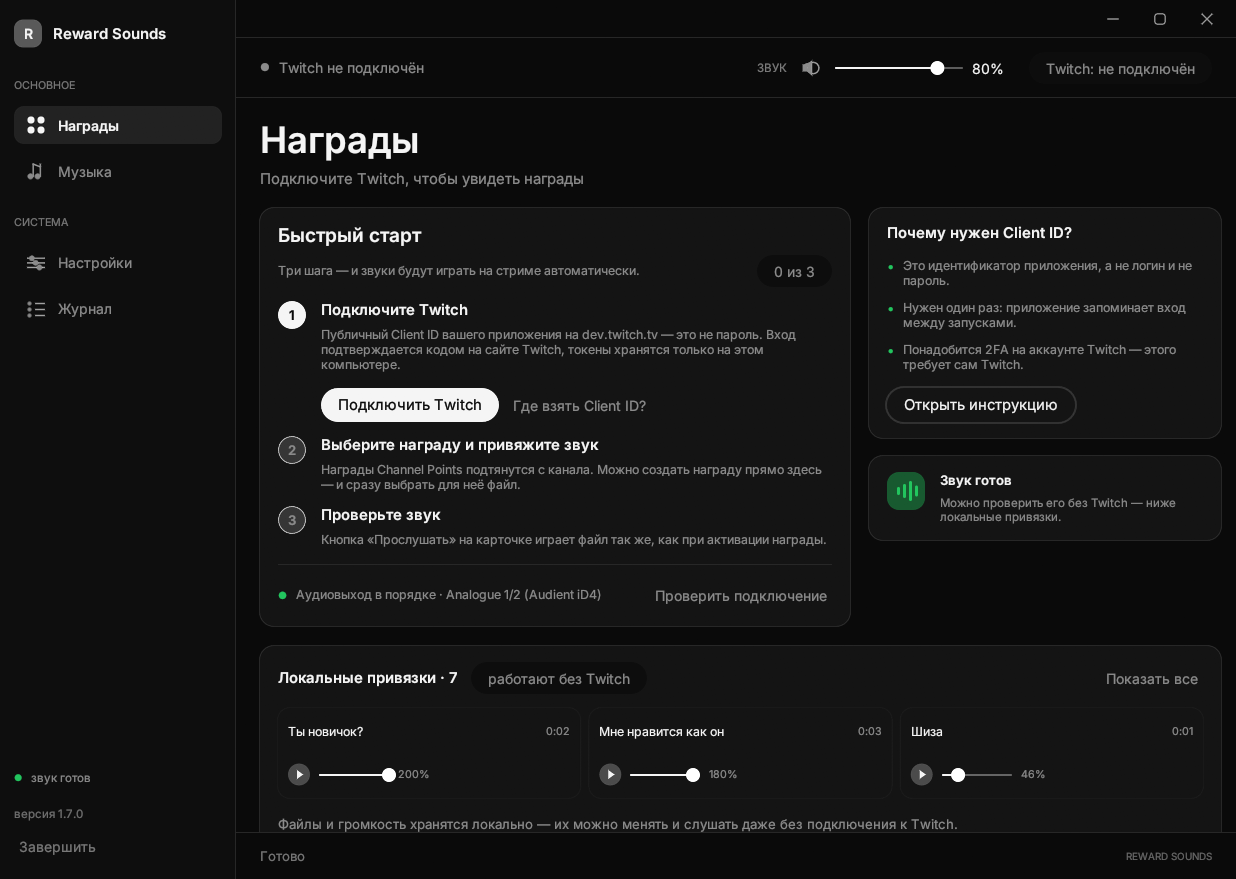 R Reward Sounds
ОСНОВНОЕ
Награды
Музыка
СИСТЕМА
Настройки
Журнал
звук готов
версия 1.7.0
Завершить
Twitch не подключён
ЗВУК
80%
Twitch: не подключён
Награды
Подключите Twitch, чтобы увидеть награды
Быстрый старт
Три шага — и звуки будут играть на стриме автоматически.
0 из 3
1
Подключите Twitch
Публичный Client ID вашего приложения на dev.twitch.tv — это не пароль. Вход
подтверждается кодом на сайте Twitch, токены хранятся только на этом
компьютере.
Подключить Twitch
Где взять Client ID?
2
Выберите награду и привяжите звук
Награды Channel Points подтянутся с канала. Можно создать награду прямо здесь
— и сразу выбрать для неё файл.
3
Проверьте звук
Кнопка «Прослушать» на карточке играет файл так же, как при активации награды.
Аудиовыход в порядке · Analogue 1/2 (Audient iD4)
Проверить подключение
Почему нужен Client ID?
• Это идентификатор приложения, а не логин и не
пароль.
• Нужен один раз: приложение запоминает вход
между запусками.
• Понадобится 2FA на аккаунте Twitch — этого
требует сам Twitch.
Открыть инструкцию
Звук готов
Можно проверить его без Twitch — ниже
локальные привязки.
Локальные привязки · 7
работают без Twitch
Показать все
Ты новичок?
0:02
200%
Мне нравится как он
0:03
180%
Шиза
0:01
46%
Файлы и громкость хранятся локально — их можно менять и слушать даже без подключения к Twitch.
Готово
REWARD SOUNDS